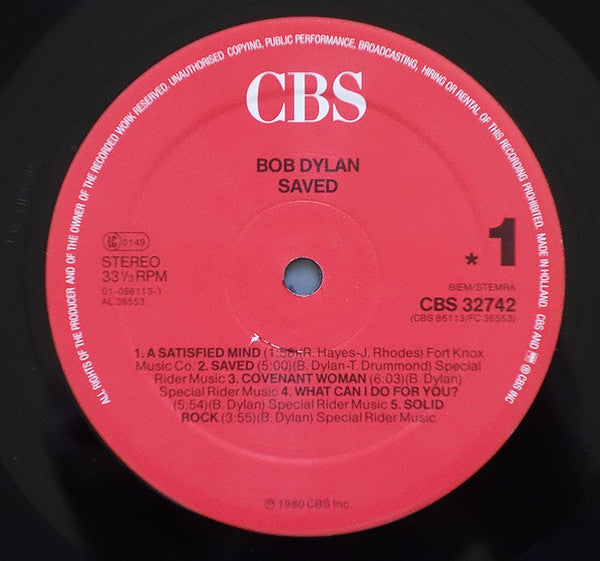 ALL RIGHTS OF THE PRODUCER AND OF THE OWNER OF THE RECORDED WORK RESERVED. UNAUTHORISED COPYING, PUBLIC PERFORMANCE, BROADCASTING, HIRING OR RENTAL OF THIS RECORDING PROHIBITED. MADE IN HOLLAND. CBS AND ARE ® CBS INC
CBS
BOB DYLAN
SAVED
LC 0149
STEREO
33⅓ RPM
01-086113-1
AL 36553
* 1
BIEM/STEMRA
CBS 32742
(CBS 86113/FC 36553)
1. A SATISFIED MIND (1:58)(R. Hayes-J. Rhodes) Fort Knox
Music Co. 2. SAVED (5:00)(B. Dylan-T. Drummond) Special
Rider Music 3. COVENANT WOMAN (6:03)(B. Dylan)
Special Rider Music 4. WHAT CAN I DO FOR YOU?
(5:54)(B. Dylan) Special Rider Music 5. SOLID
ROCK (3:55)(B. Dylan) Special Rider Music
℗ 1980 CBS Inc.